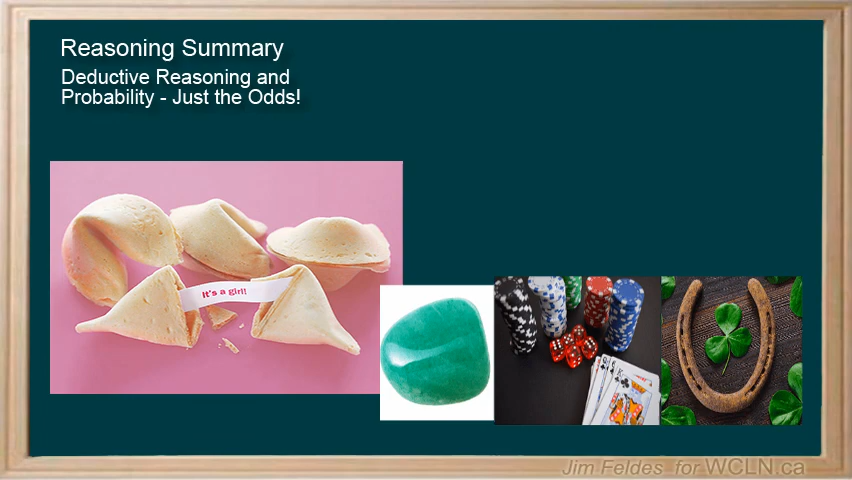 Reasoning Summary
Deductive Reasoning and
Probability - Just the Odds!
It's a girl!
Jim Feldes for WCLN.ca